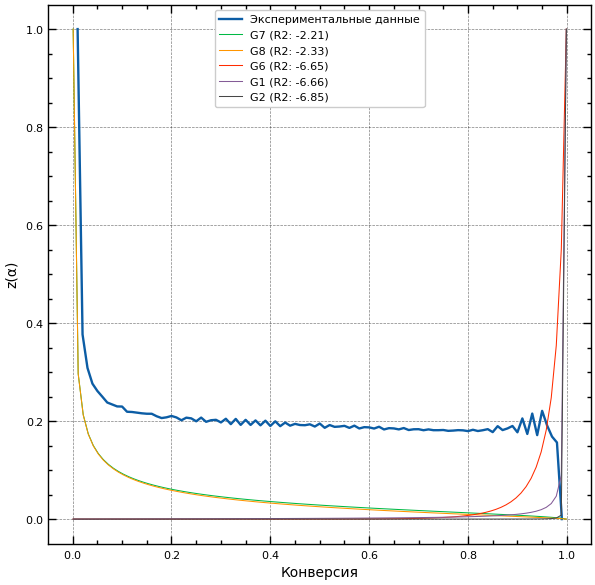 Экспериментальные данные
G7 (R2: -2.21)
G8 (R2: -2.33)
G6 (R2: -6.65)
G1 (R2: -6.66)
G2 (R2: -6.85)
1.0
0.8
0.6
0.4
0.2
0.0
z(α)
0.0 0.2 0.4 0.6 0.8 1.0
Конверсия